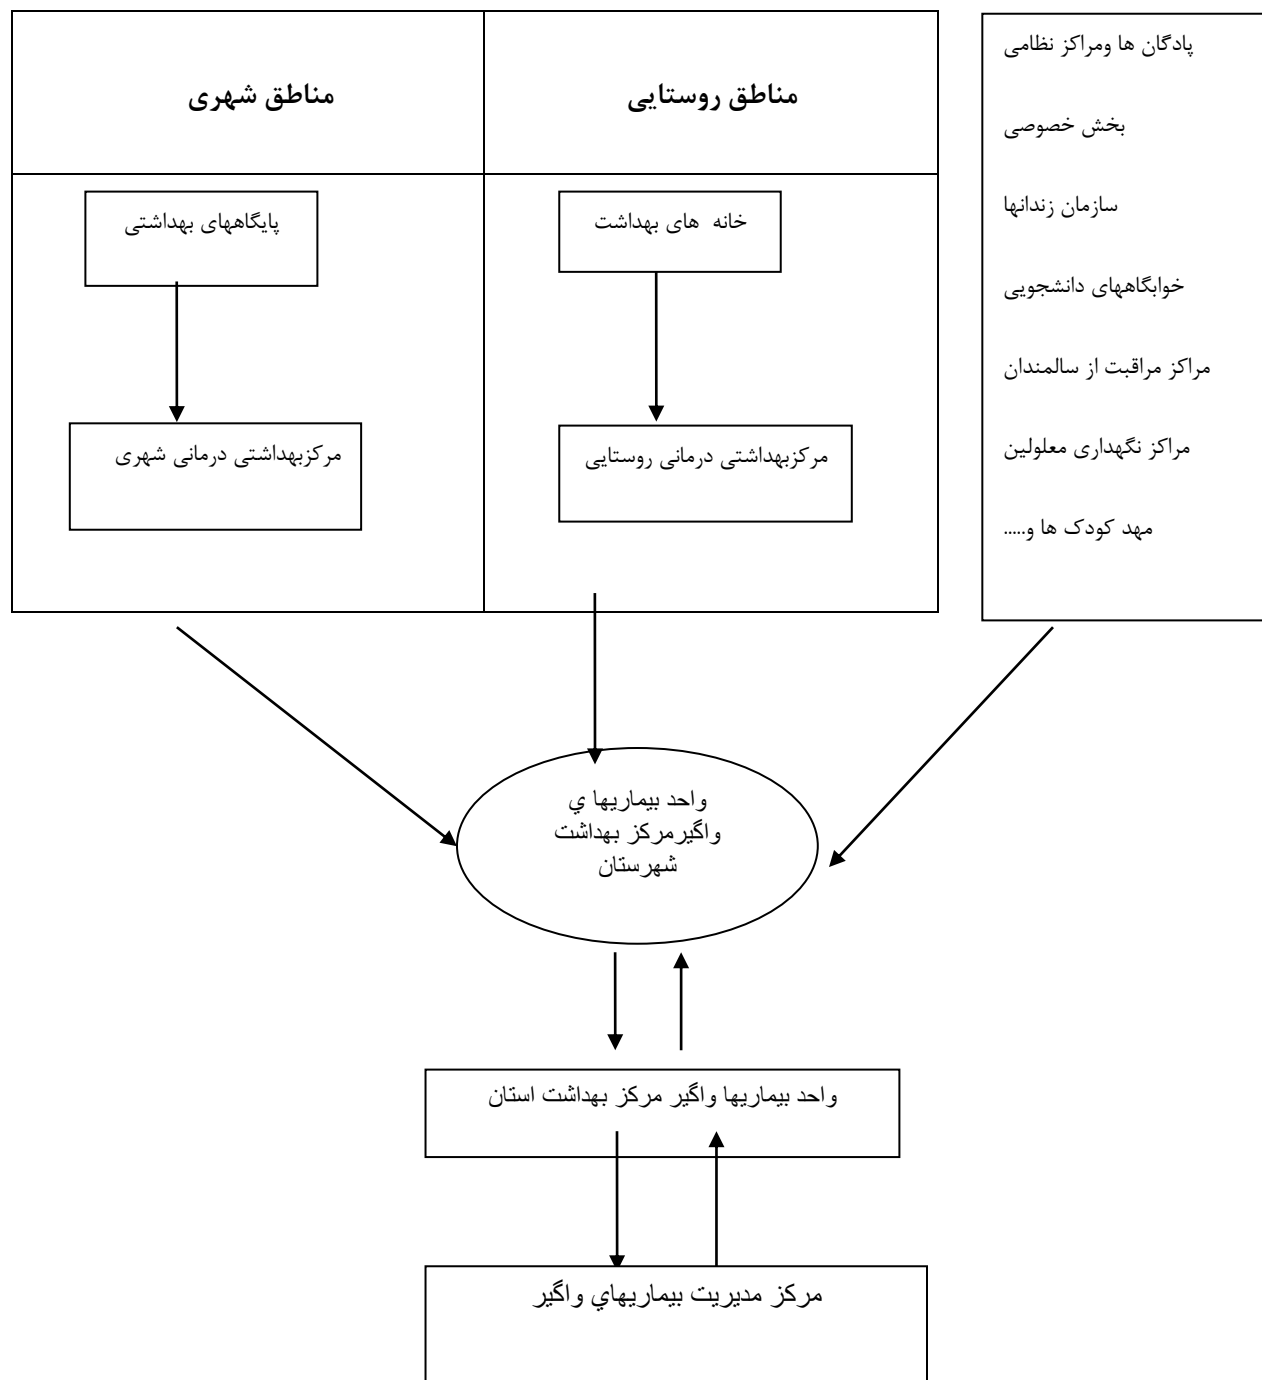 پادگان ها ومراکز نظامی
بخش خصوصی
سازمان زندانها
خوابگاههای دانشجویی
مراکز مراقبت از سالمندان
مراکز نگهداری معلولین
مهد کودک ها و.....
مناطق روستایی
مناطق شهری
خانه های بهداشت
پایگاههای بهداشتی
مرکزبهداشتی درمانی روستایی
مرکزبهداشتی درمانی شهری
واحد بیماریها ي
واگیرمرکز بهداشت
شهرستان
واحد بیماریها واگیر مرکز بهداشت استان
مرکز مدیریت بیماریهاي واگیر